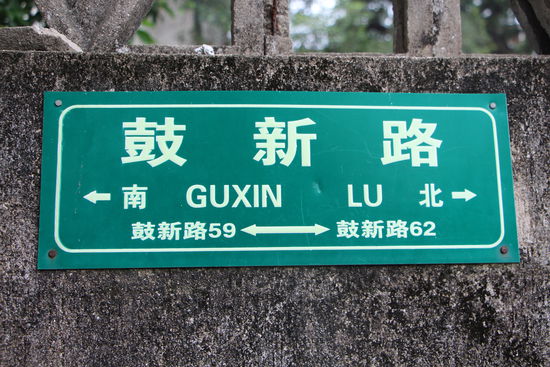 鼓新路
← 南 GUXIN LU 北 →
鼓新路59 ↔ 鼓新路62